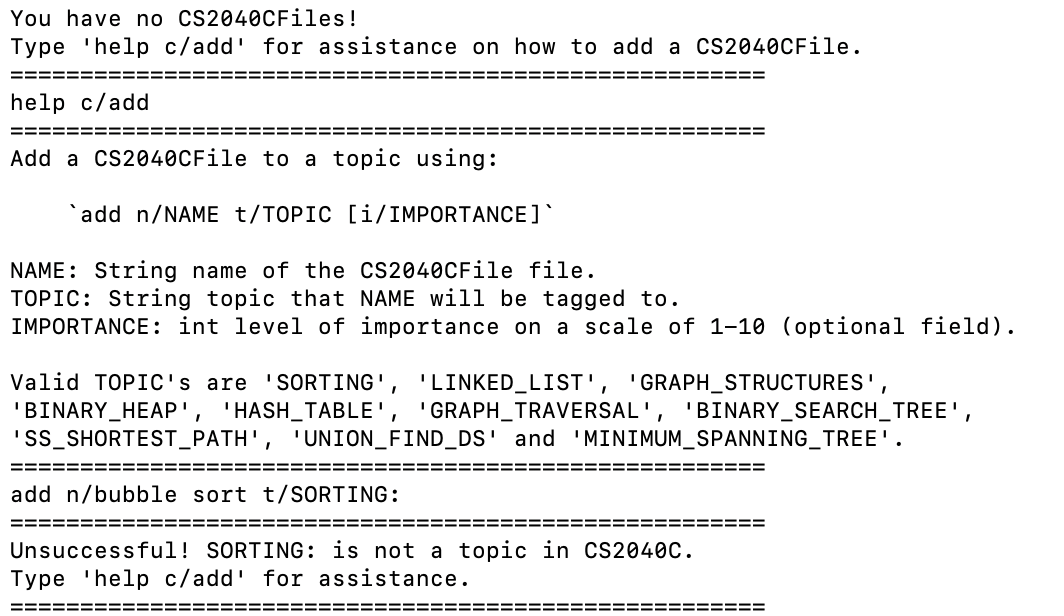 You have no CS2040CFiles!
Type 'help c/add' for assistance on how to add a CS2040CFile.
======================================================
help c/add
======================================================
Add a CS2040CFile to a topic using:
    `add n/NAME t/TOPIC [i/IMPORTANCE]`
NAME: String name of the CS2040CFile file.
TOPIC: String topic that NAME will be tagged to.
IMPORTANCE: int level of importance on a scale of 1–10 (optional field).
Valid TOPIC's are 'SORTING', 'LINKED_LIST', 'GRAPH_STRUCTURES',
'BINARY_HEAP', 'HASH_TABLE', 'GRAPH_TRAVERSAL', 'BINARY_SEARCH_TREE',
'SS_SHORTEST_PATH', 'UNION_FIND_DS' and 'MINIMUM_SPANNING_TREE'.
======================================================
add n/bubble sort t/SORTING:
======================================================
Unsuccessful! SORTING: is not a topic in CS2040C.
Type 'help c/add' for assistance.
======================================================